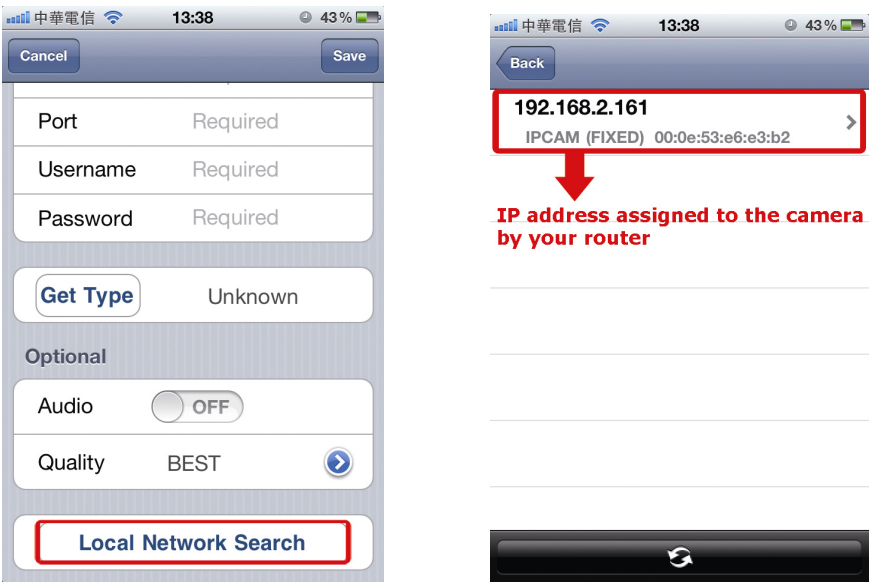 中華電信 13:38 43%
Cancel Save
Port Required
Username Required
Password Required
Get Type Unknown
Optional
Audio OFF
Quality BEST
Local Network Search
中華電信 13:38 43%
Back
192.168.2.161
IPCAM (FIXED) 00:0e:53:e6:e3:b2
IP address assigned to the camera
by your router